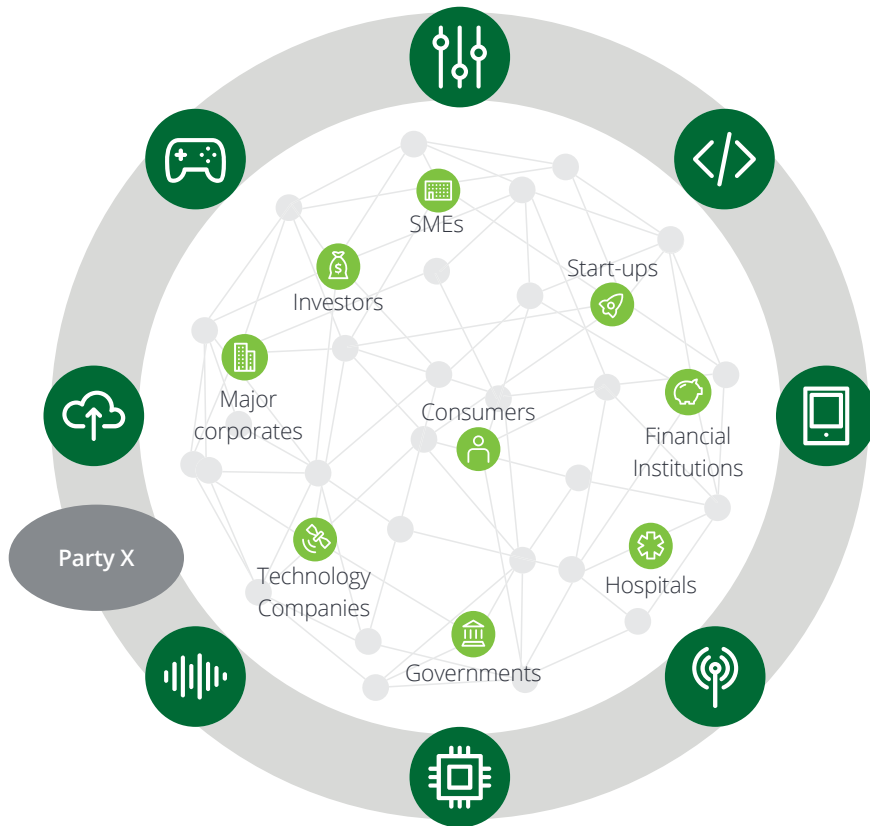 SMEs
Start-ups
Investors
Major
corporates
Consumers
Financial
Institutions
Party X
Technology
Companies
Hospitals
Governments